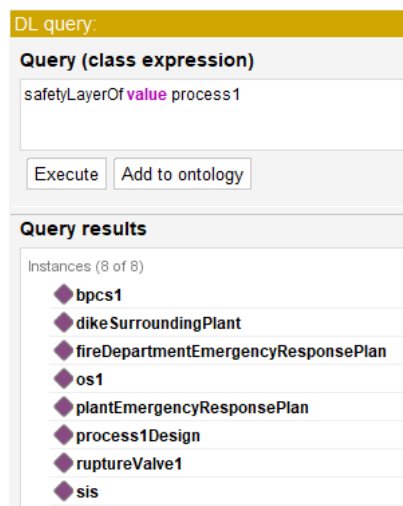 DL query:
Query (class expression)
safetyLayerOf value process1
Execute Add to ontology
Query results
Instances (8 of 8)
bpcs1
dikeSurroundingPlant
fireDepartmentEmergencyResponsePlan
os1
plantEmergencyResponsePlan
process1Design
ruptureValve1
sis